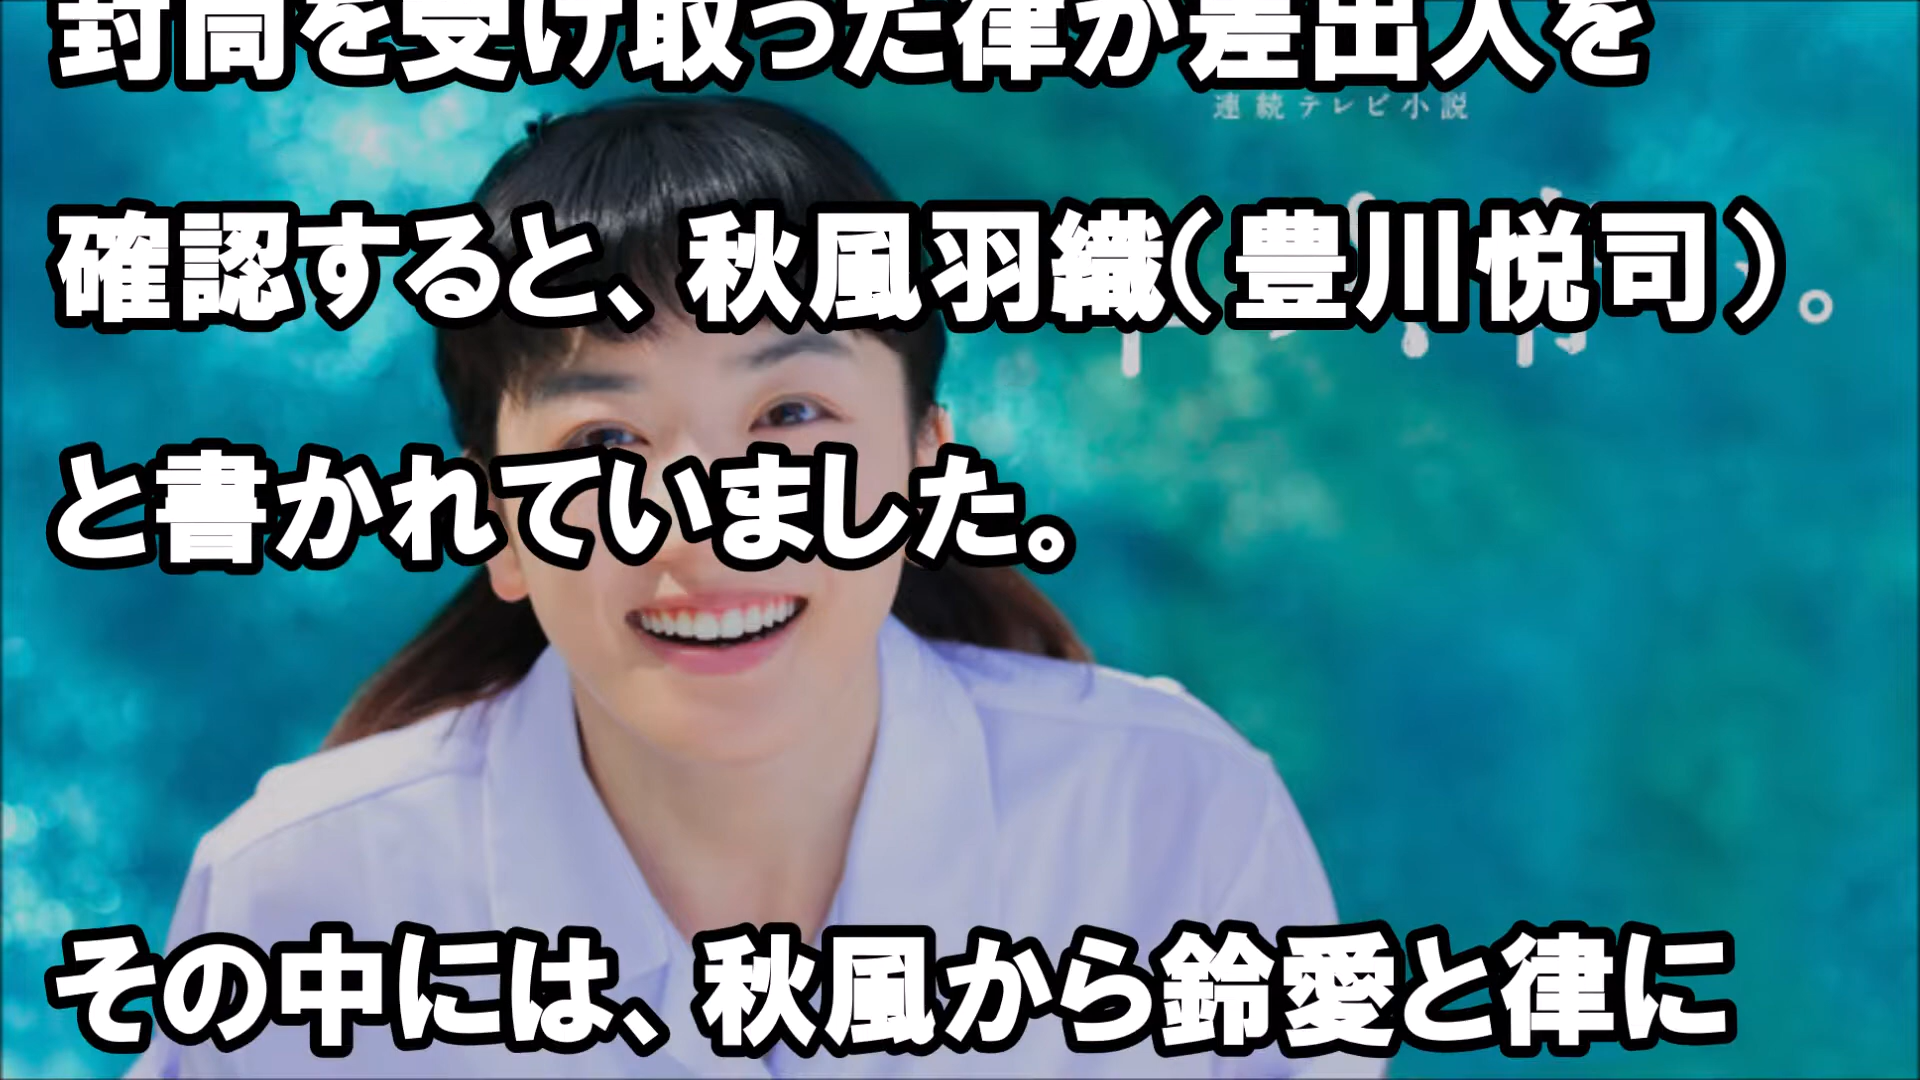 封筒を受け取った律が差出人を
連続テレビ小説
確認すると、秋風羽織(豊川悦司)
と書かれていました。
その中には、秋風から鈴愛と律に